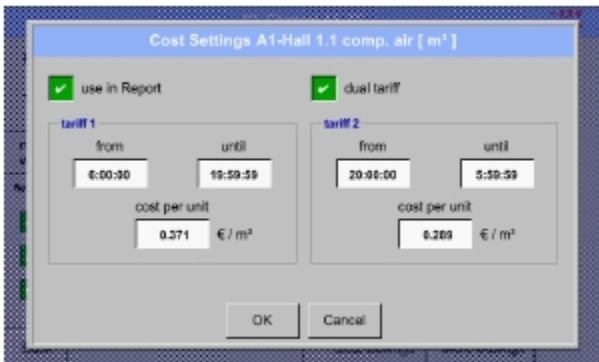 Cost Settings A1-Hall 1.1 comp. air [ m³ ]
use in Report
dual tariff
tariff 1
from
until
6:00:00
19:59:59
cost per unit
0.371
€ / m³
tariff 2
from
until
20:00:00
5:59:59
cost per unit
0.289
€ / m³
OK
Cancel